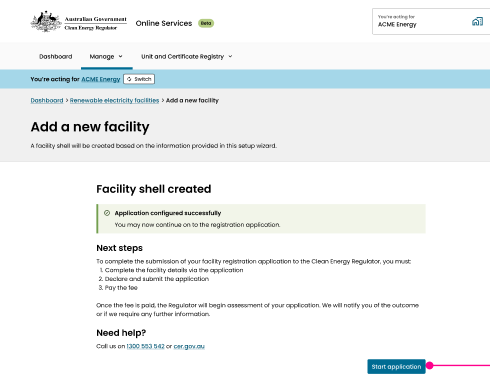 Australian Government
Clean Energy Regulator
Online Services Beta
You're acting for
ACME Energy
Dashboard Manage Unit and Certificate Registry
You're acting for ACME Energy Switch
Dashboard > Renewable electricity facilities > Add a new facility
Add a new facility
A facility shell will be created based on the information provided in this setup wizard.
Facility shell created
Application configured successfully
You may now continue on to the registration application.
Next steps
To complete the submission of your facility registration application to the Clean Energy Regulator, you must:
1. Complete the facility details via the application
2. Declare and submit the application
3. Pay the fee
Once the fee is paid, the Regulator will begin assessment of your application. We will notify you of the outcome
or if we require any further information.
Need help?
Call us on 1300 553 542 or cer.gov.au
Start application